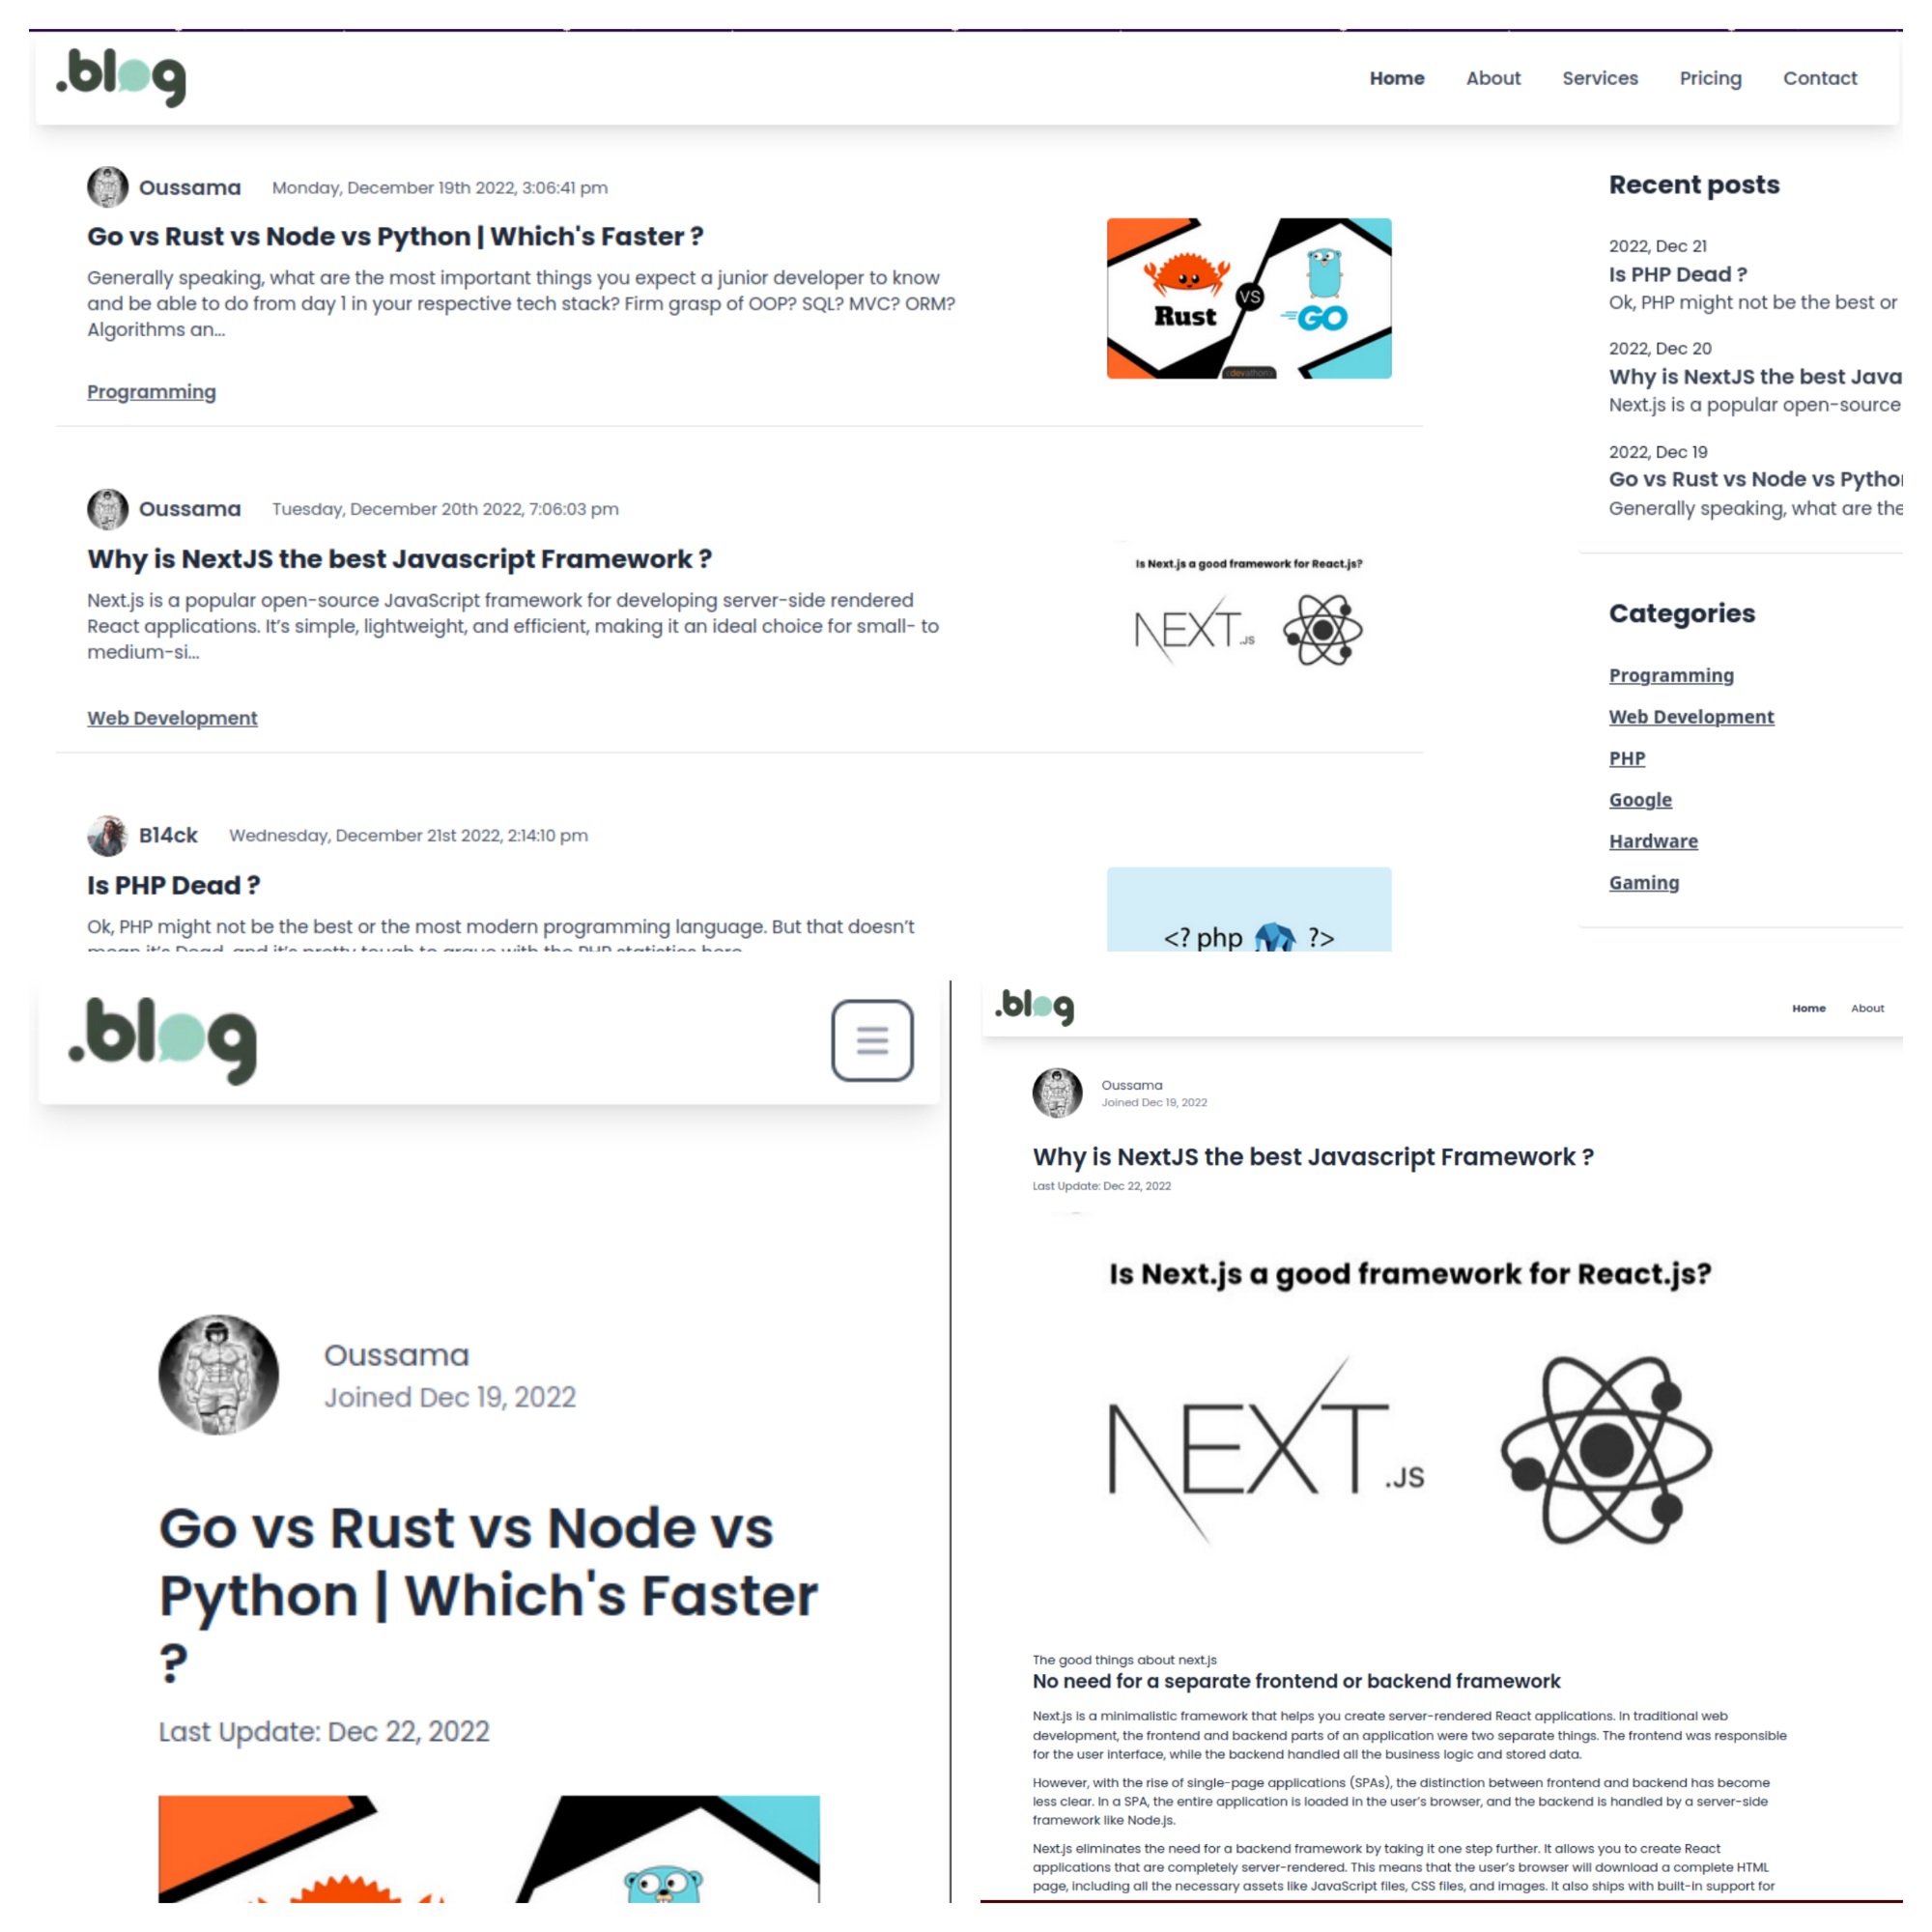 .blog
Home About Services Pricing Contact
Oussama Monday, December 19th 2022, 3:06:41 pm
Go vs Rust vs Node vs Python | Which's Faster ?
Generally speaking, what are the most important things you expect a junior developer to know
and be able to do from day 1 in your respective tech stack? Firm grasp of OOP? SQL? MVC? ORM?
Algorithms an...
Programming
Rust
VS
GO
<devathon>
Oussama Tuesday, December 20th 2022, 7:06:03 pm
Why is NextJS the best Javascript Framework ?
Next.js is a popular open-source JavaScript framework for developing server-side rendered
React applications. It’s simple, lightweight, and efficient, making it an ideal choice for small- to
medium-si...
Web Development
Is Next.js a good framework for React.js?
NEXT.JS
B14ck Wednesday, December 21st 2022, 2:14:10 pm
Is PHP Dead ?
Ok, PHP might not be the best or the most modern programming language. But that doesn’t
mean it’s Dead, and it’s pretty tough to argue with the PHP statistics here
<? php ?>
Recent posts
2022, Dec 21
Is PHP Dead ?
Ok, PHP might not be the best or
2022, Dec 20
Why is NextJS the best Java
Next.js is a popular open-source
2022, Dec 19
Go vs Rust vs Node vs Pytho
Generally speaking, what are the
Categories
Programming
Web Development
PHP
Google
Hardware
Gaming
.blog
Oussama
Joined Dec 19, 2022
Go vs Rust vs Node vs
Python | Which's Faster
?
Last Update: Dec 22, 2022
.blog
Home About
Oussama
Joined Dec 19, 2022
Why is NextJS the best Javascript Framework ?
Last Update: Dec 22, 2022
Is Next.js a good framework for React.js?
NEXT.JS
The good things about next.js
No need for a separate frontend or backend framework
Next.js is a minimalistic framework that helps you create server-rendered React applications. In traditional web
development, the frontend and backend parts of an application were two separate things. The frontend was responsible
for the user interface, while the backend handled all the business logic and stored data.
However, with the rise of single-page applications (SPAs), the distinction between frontend and backend has become
less clear. In a SPA, the entire application is loaded in the user’s browser, and the backend is handled by a server-side
framework like Node.js.
Next.js eliminates the need for a backend framework by taking it one step further. It allows you to create React
applications that are completely server-rendered. This means that the user’s browser will download a complete HTML
page, including all the necessary assets like JavaScript files, CSS files, and images. It also ships with built-in support for